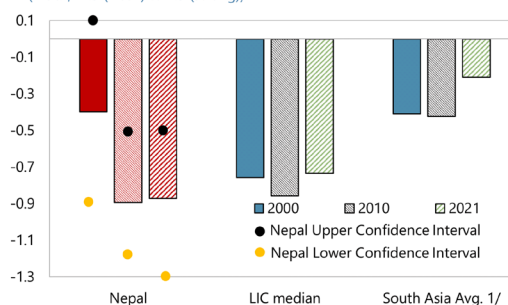 0.1
-0.1
-0.3
-0.5
-0.7
-0.9
-1.1
-1.3
2000 2010 2021
Nepal Upper Confidence Interval
Nepal Lower Confidence Interval
Nepal LIC median South Asia Avg. 1/